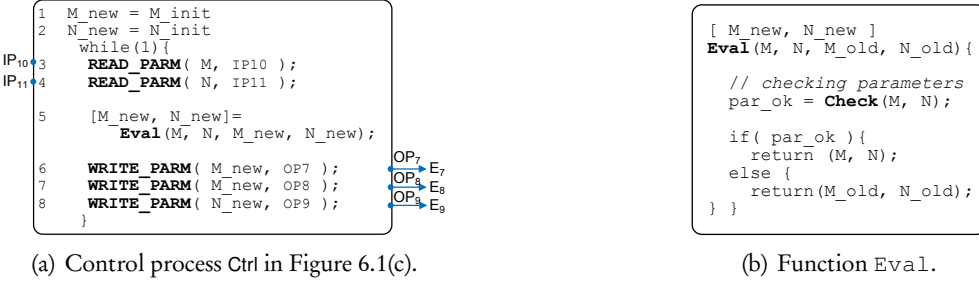 1 M_new = M_init
2 N_new = N_init
while(1){
IP10 3 READ_PARM( M, IP10 );
IP11 4 READ_PARM( N, IP11 );
5 [M_new, N_new]=
Eval(M, N, M_new, N_new);
6 WRITE_PARM( M_new, OP7 ); OP7 E7
7 WRITE_PARM( M_new, OP8 ); OP8 E8
8 WRITE_PARM( N_new, OP9 ); OP9 E9
}
(a) Control process Ctrl in Figure 6.1(c).
[ M_new, N_new ]
Eval(M, N, M_old, N_old){
// checking parameters
par_ok = Check(M, N);
if( par_ok ){
return (M, N);
else {
return(M_old, N_old);
} }
(b) Function Eval.